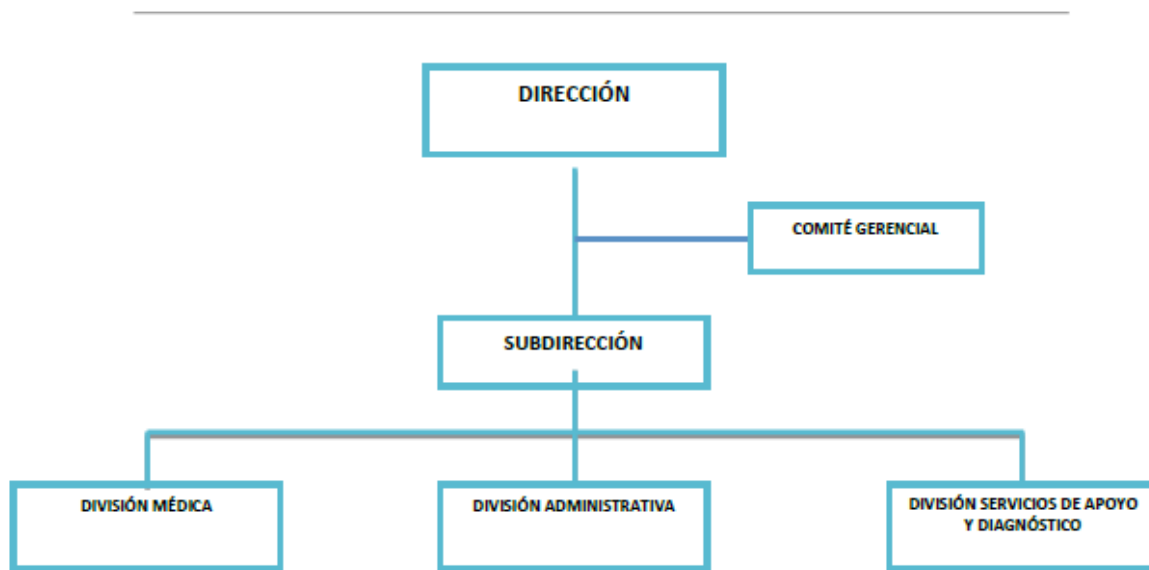 DIRECCIÓN
COMITÉ GERENCIAL
SUBDIRECCIÓN
DIVISIÓN MÉDICA
DIVISIÓN ADMINISTRATIVA
DIVISIÓN SERVICIOS DE APOYO
Y DIAGNÓSTICO